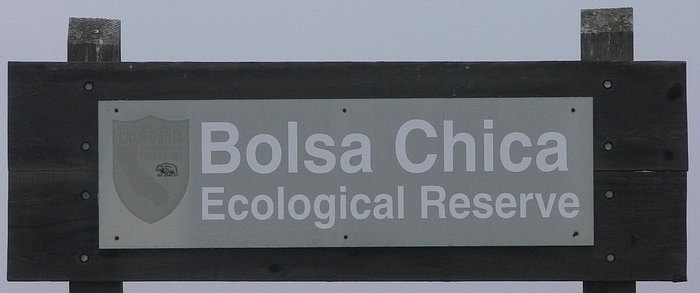 Bolsa Chica
Ecological Reserve